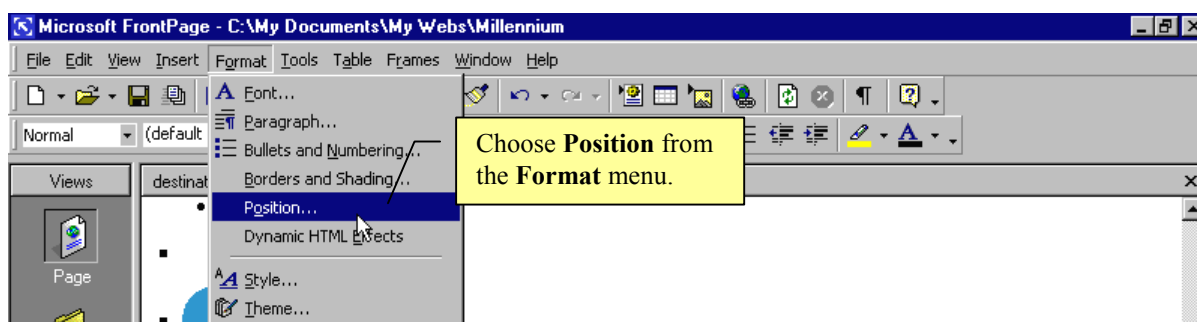 Microsoft FrontPage - C:\My Documents\My Webs\Millennium
File Edit View Insert Format Tools Table Frames Window Help
Font...
Paragraph...
Normal (default
Bullets and Numbering...
Choose Position from
the Format menu.
Views
Borders and Shading...
Position...
Dynamic HTML Effects
Page
Style...
Theme...